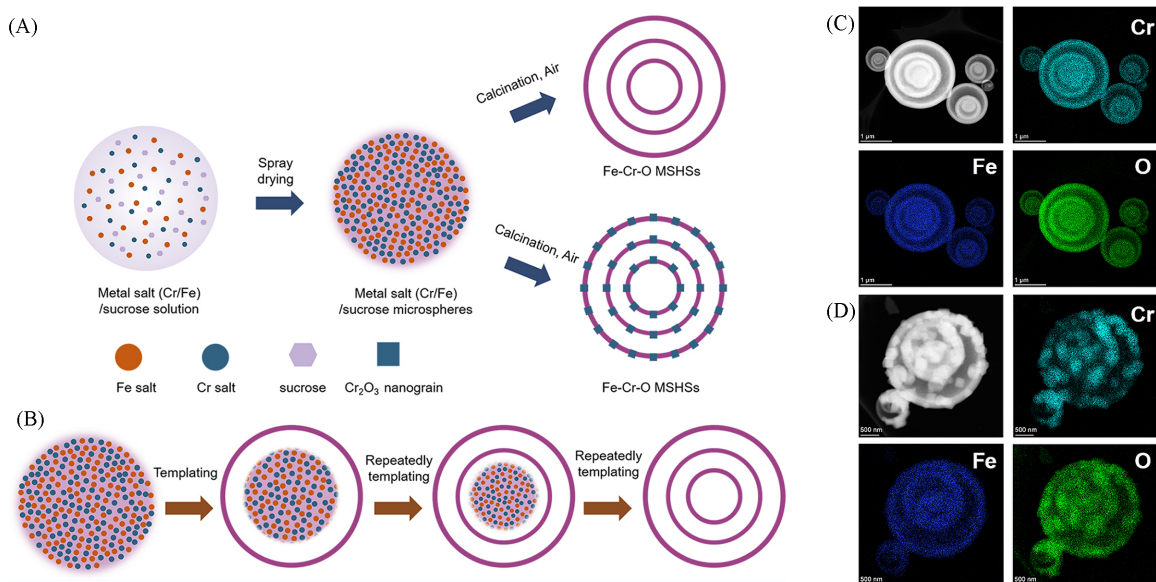 (A)
Spray
drying
Calcination, Air
Calcination, Air
Fe-Cr-O MSHSs
Metal salt (Cr/Fe)
/sucrose solution
Metal salt (Cr/Fe)
/sucrose microspheres
Fe salt
Cr salt
sucrose
Cr₂O₃ nanograin
Fe-Cr-O MSHSs
(B)
Templating
Repeatedly
templating
Repeatedly
templating
(C)
1 μm
Cr
1 μm
Fe
1 μm
O
1 μm
(D)
500 nm
Cr
500 nm
Fe
500 nm
O
500 nm